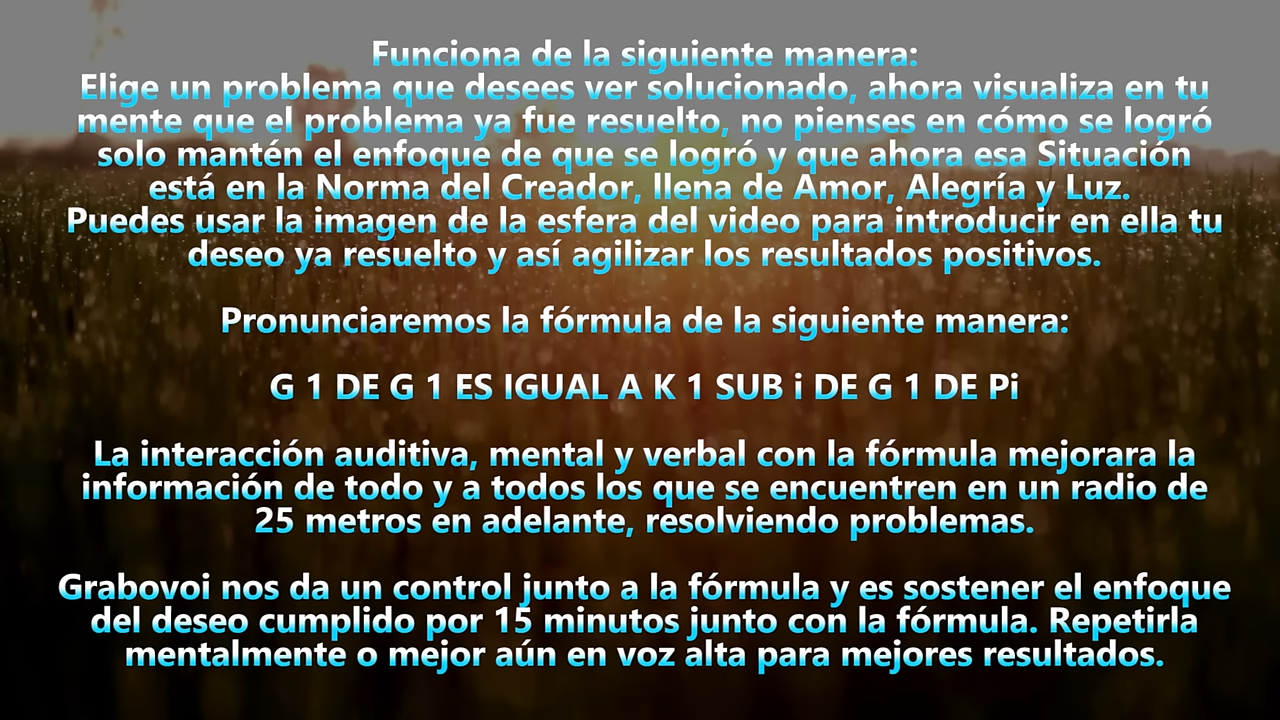 Funciona de la siguiente manera:
Elige un problema que desees ver solucionado, ahora visualiza en tu
mente que el problema ya fue resuelto, no pienses en cómo se logró
solo mantén el enfoque de que se logró y que ahora esa Situación
está en la Norma del Creador, llena de Amor, Alegría y Luz.
Puedes usar la imagen de la esfera del video para introducir en ella tu
deseo ya resuelto y así agilizar los resultados positivos.
Pronunciaremos la fórmula de la siguiente manera:
G 1 DE G 1 ES IGUAL A K 1 SUB i DE G 1 DE Pi
La interacción auditiva, mental y verbal con la fórmula mejorara la
información de todo y a todos los que se encuentren en un radio de
25 metros en adelante, resolviendo problemas.
Grabovoi nos da un control junto a la fórmula y es sostener el enfoque
del deseo cumplido por 15 minutos junto con la fórmula. Repetirla
mentalmente o mejor aún en voz alta para mejores resultados.